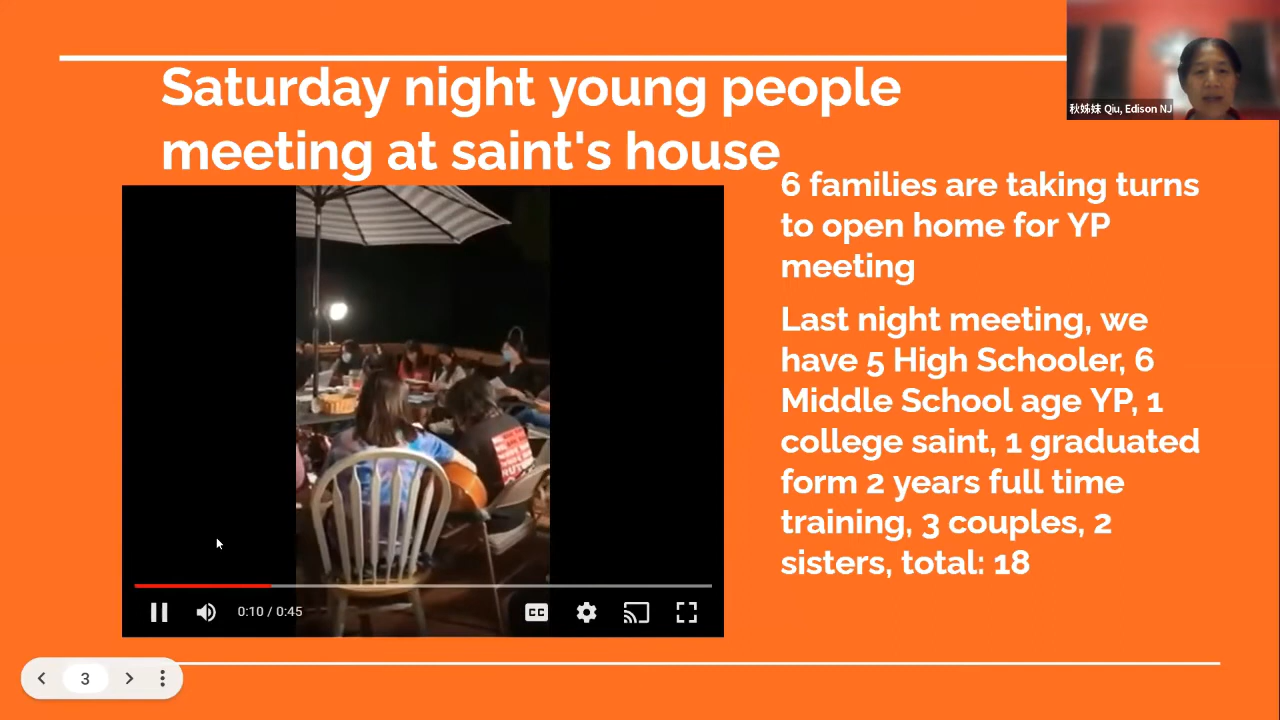 Saturday night young people
meeting at saint's house
秋姊妹 Qiu, Edison NJ
6 families are taking turns
to open home for YP
meeting
Last night meeting, we
have 5 High Schooler, 6
Middle School age YP, 1
college saint, 1 graduated
form 2 years full time
training, 3 couples, 2
sisters, total: 18
0:10 / 0:45
CC
3